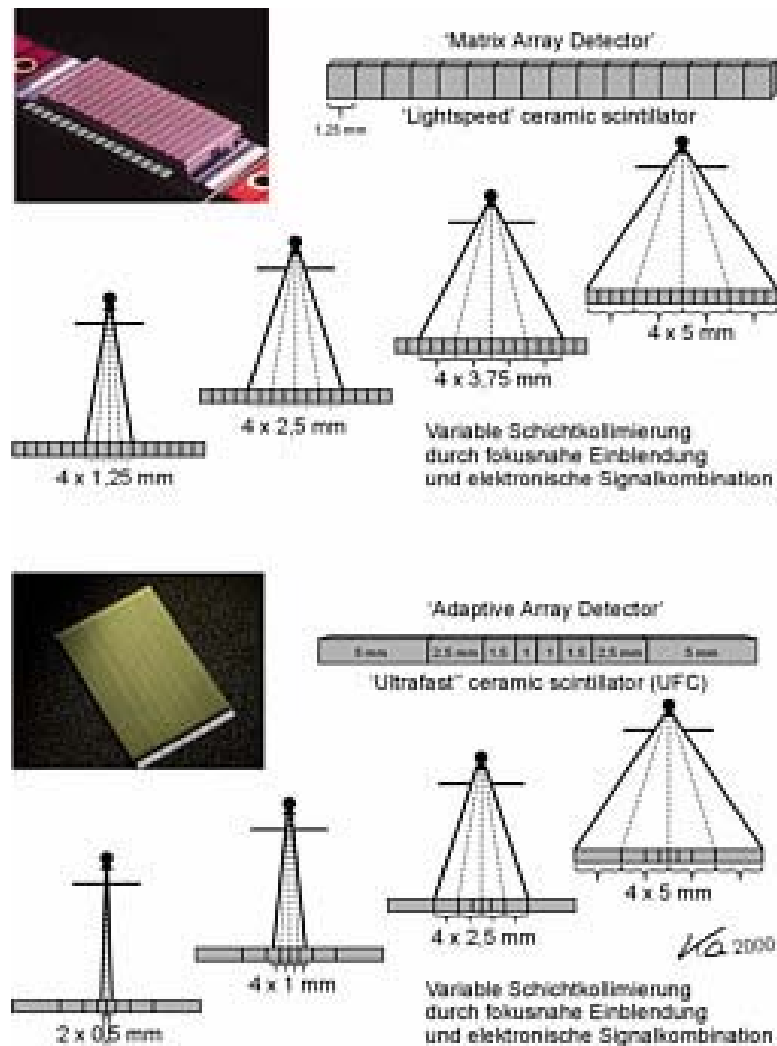 'Matrix Array Detector'
1.25 mm
'Lightspeed' ceramic scintillator
4 x 5 mm
4 x 3,75 mm
4 x 2,5 mm
4 x 1,25 mm
Variable Schichtkollimierung
durch fokusnahe Einblendung
und elektronische Signalkombination
'Adaptive Array Detector'
5 mm 2.5 mm 1.5 1 1 1.5 2.5 mm 5 mm
'Ultrafast" ceramic scintillator (UFC)
4 x 5 mm
4 x 2,5 mm
4 x 1 mm
2 x 0,5 mm
2000
Variable Schichtkollimierung
durch fokusnahe Einblendung
und elektronische Signalkombination